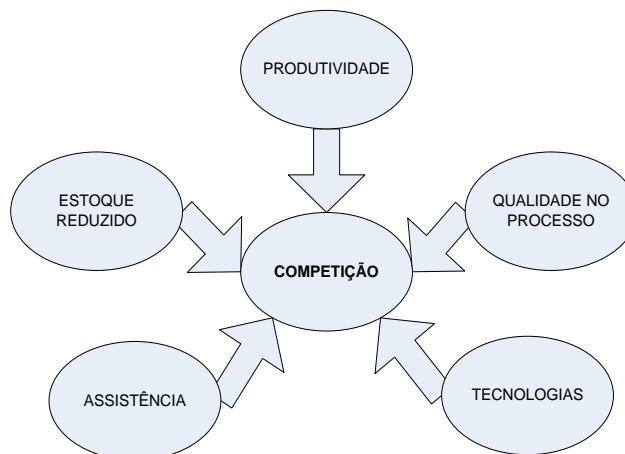 PRODUTIVIDADE
ESTOQUE
REDUZIDO
QUALIDADE NO
PROCESSO
COMPETIÇÃO
ASSISTÊNCIA
TECNOLOGIAS